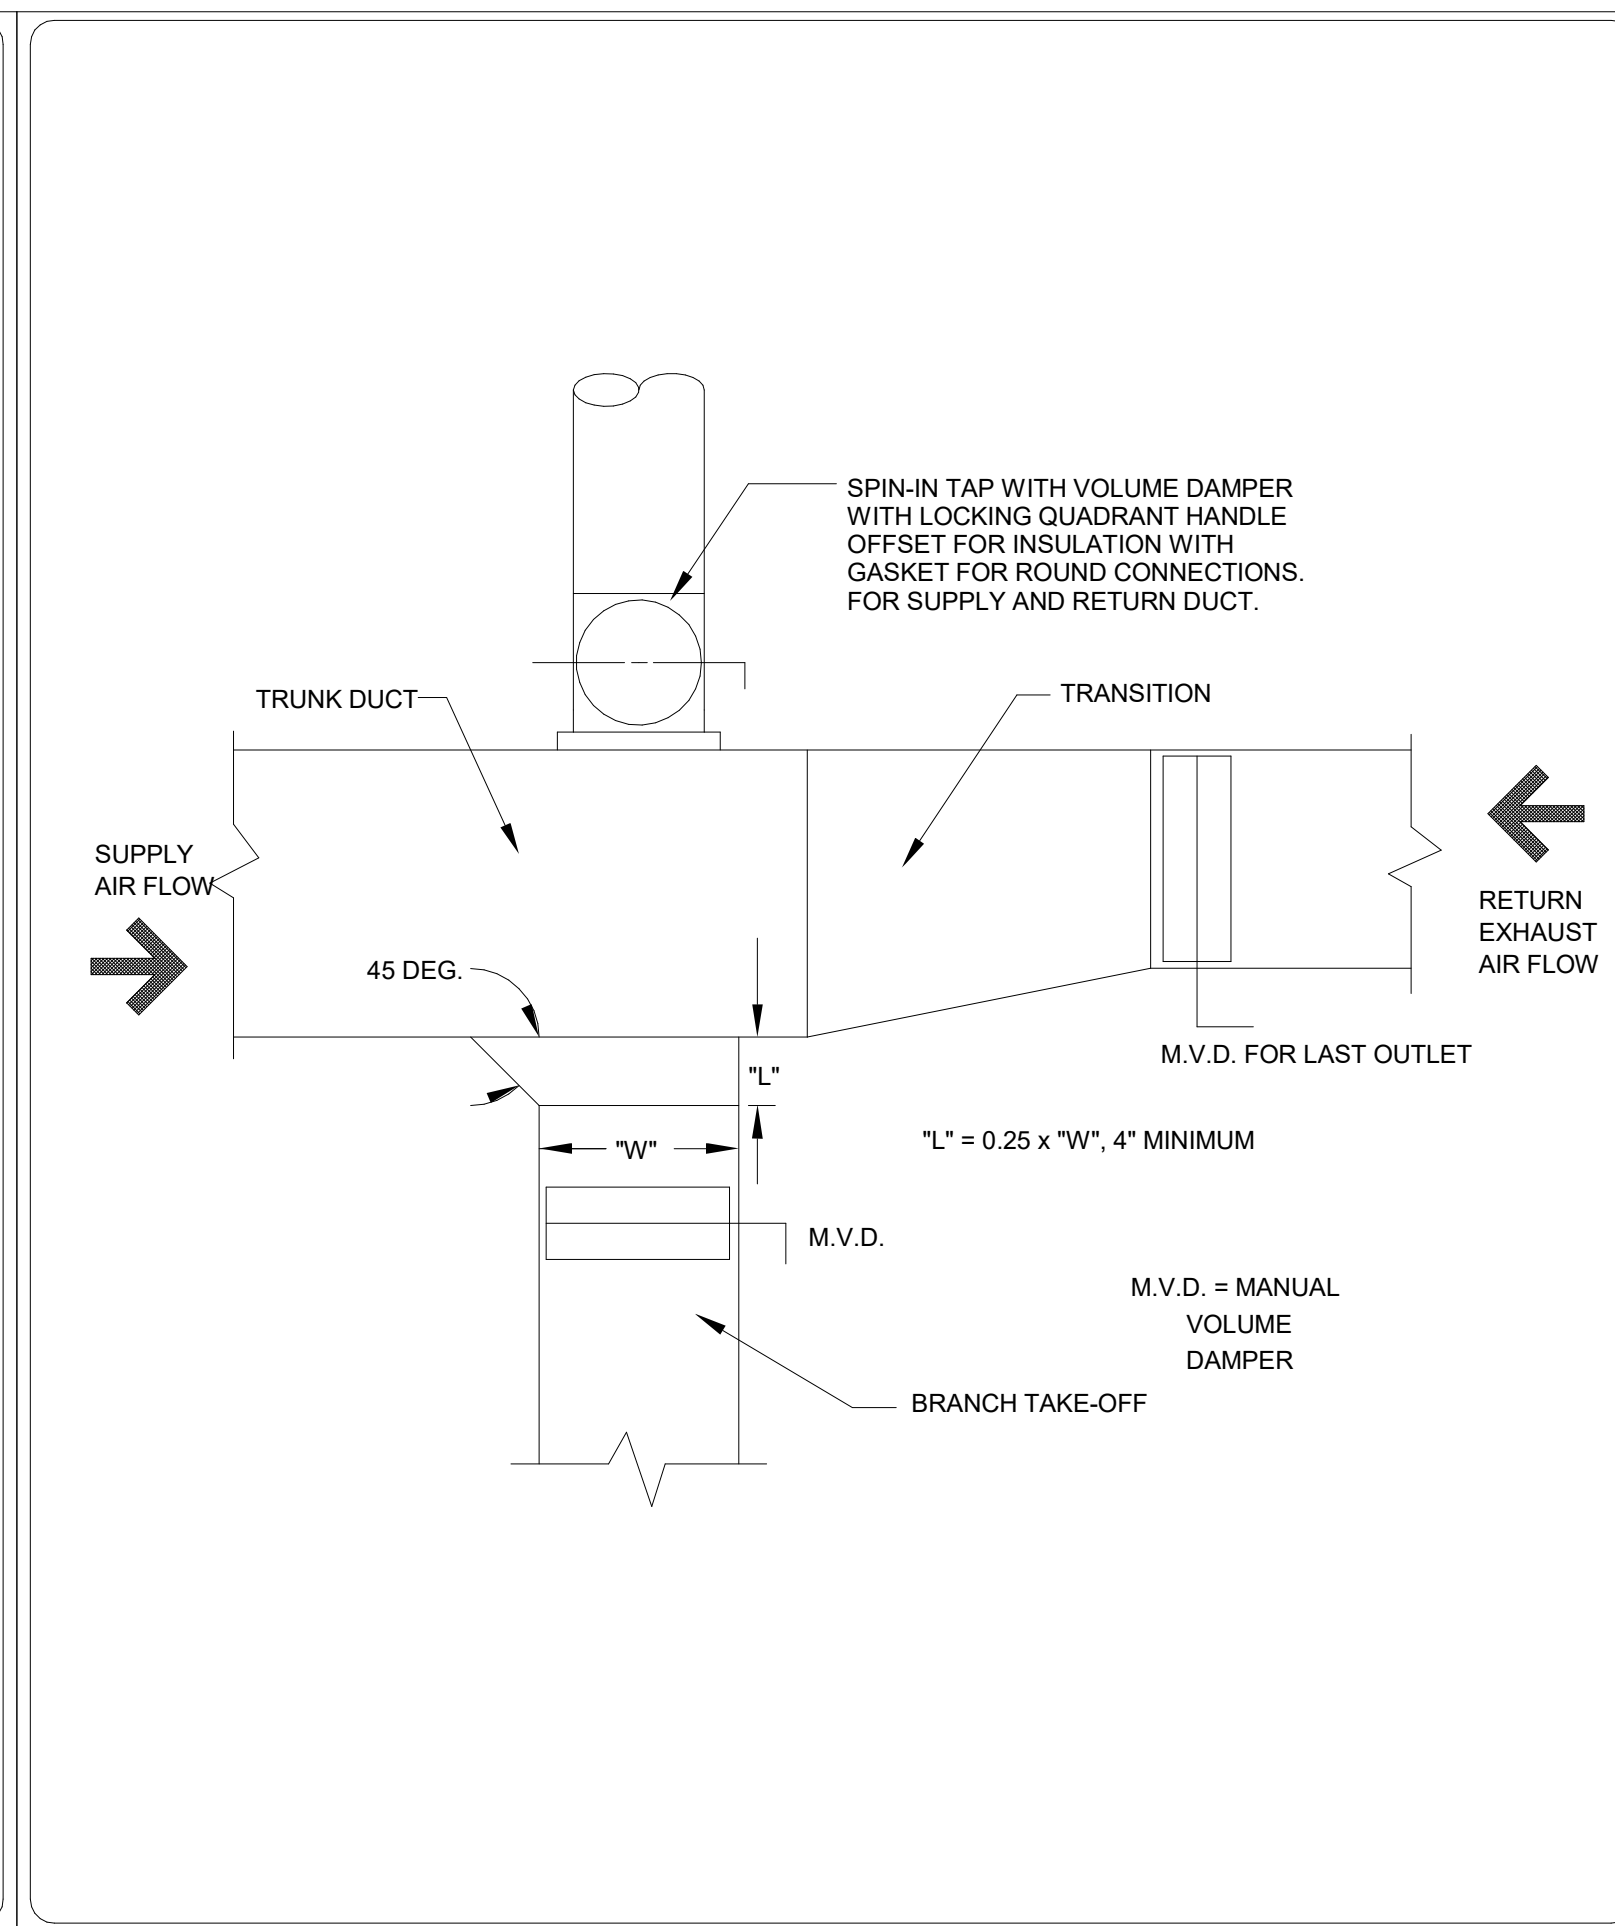 SPIN-IN TAP WITH VOLUME DAMPER
WITH LOCKING QUADRANT HANDLE
OFFSET FOR INSULATION WITH
GASKET FOR ROUND CONNECTIONS.
FOR SUPPLY AND RETURN DUCT.
TRUNK DUCT
TRANSITION
SUPPLY
AIR FLOW
RETURN
EXHAUST
AIR FLOW
45 DEG.
M.V.D. FOR LAST OUTLET
"L"
"L" = 0.25 x "W", 4" MINIMUM
"W"
M.V.D.
M.V.D. = MANUAL
VOLUME
DAMPER
BRANCH TAKE-OFF